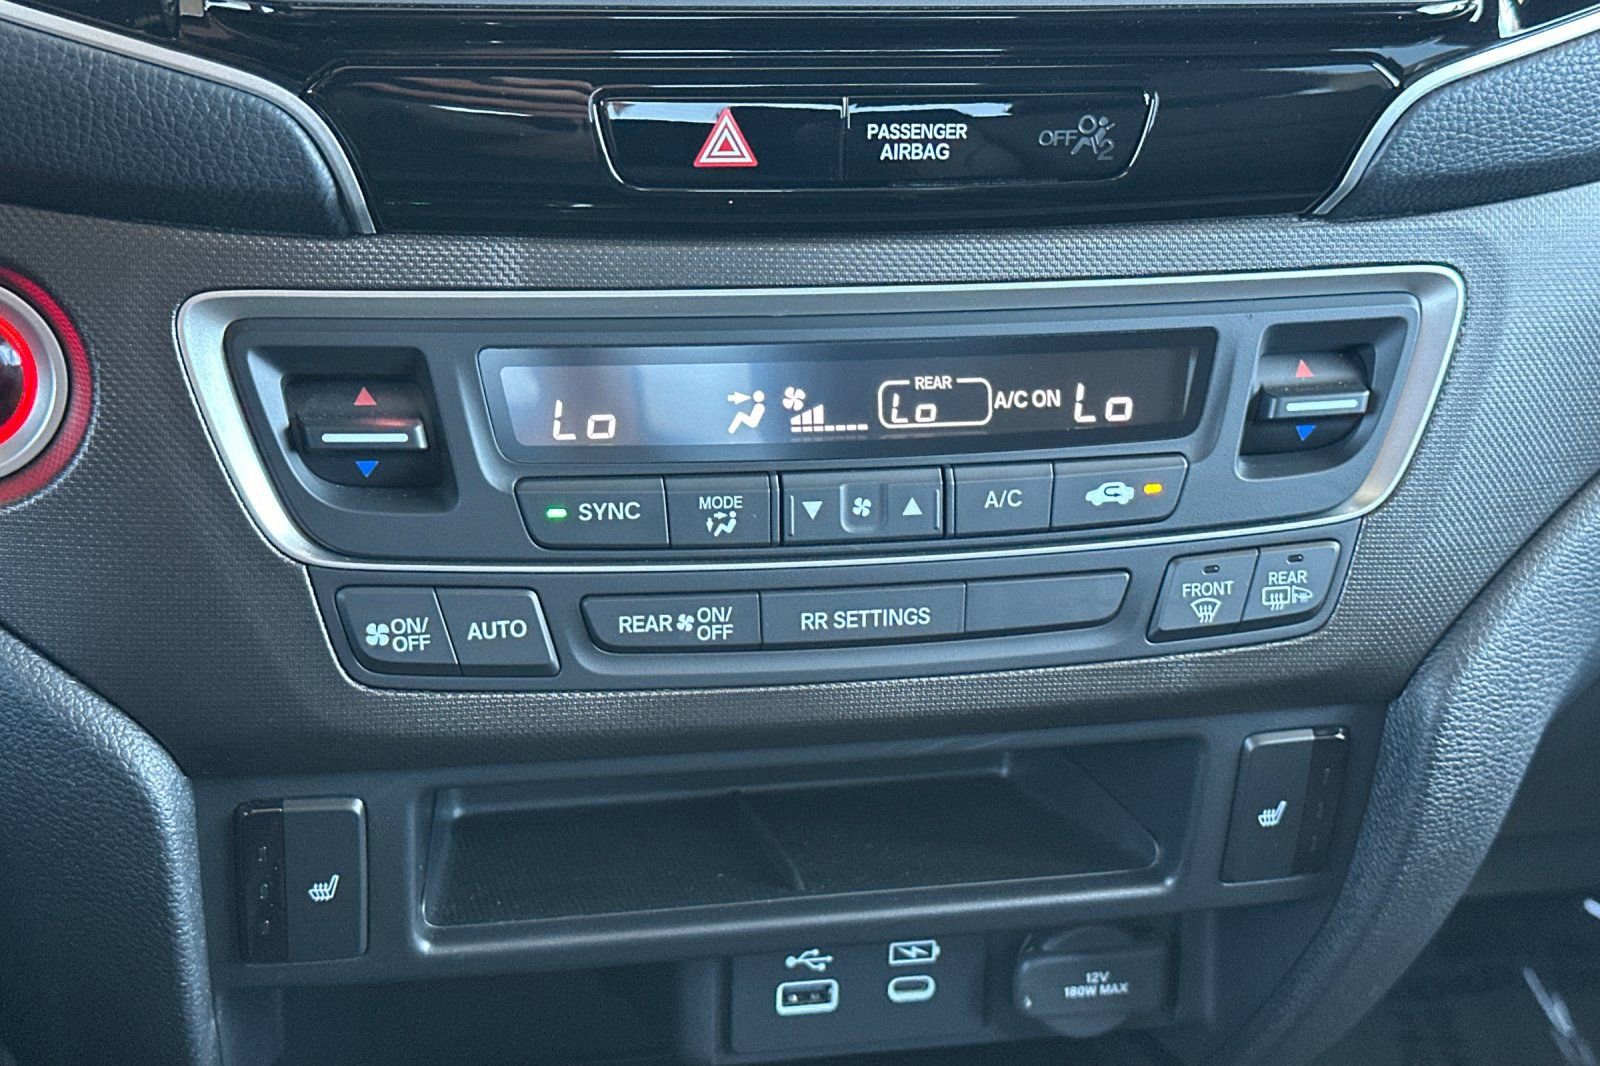 PASSENGER
AIRBAG
OFF
2
Lo
REAR
Lo
A/C ON
Lo
SYNC
MODE
A/C
ON/
OFF
AUTO
REAR ON/
OFF
RR SETTINGS
FRONT
REAR
12V
180W MAX